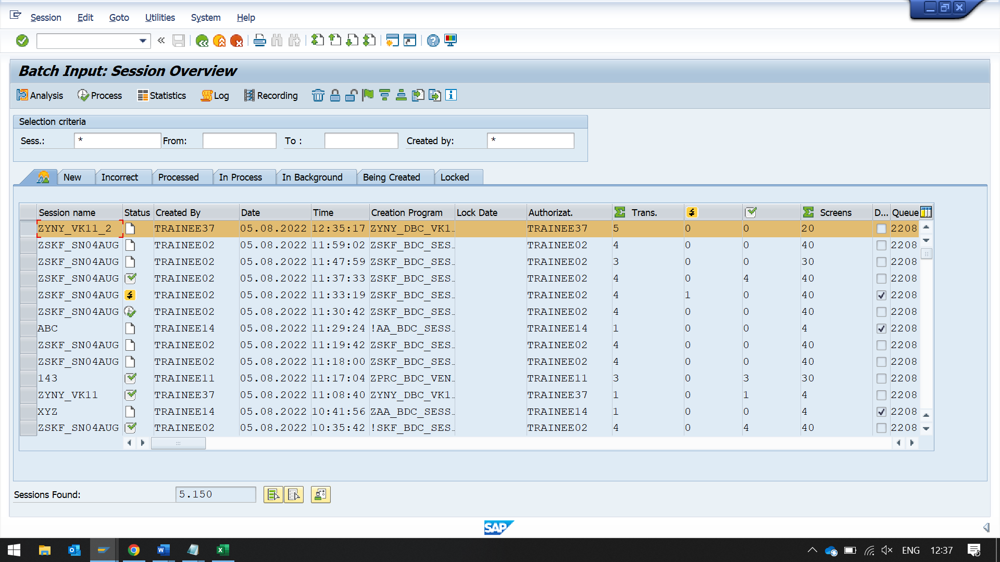 Session Edit Goto Utilities System Help
Batch Input: Session Overview
Analysis Process Statistics Log Recording
Selection criteria
Sess.: * From: To : Created by: *
New Incorrect Processed In Process In Background Being Created Locked
Session name Status Created By Date Time Creation Program Lock Date Authorizat. Trans. Screens D... Queue
ZYNY_VK11_2 TRAINEE37 05.08.2022 12:35:17 ZYNY_DBC_VK1… TRAINEE37 5 0 0 20 2208
ZSKF_SN04AUG TRAINEE02 05.08.2022 11:59:02 ZSKF_BDC_SES… TRAINEE02 4 0 0 40 2208
ZSKF_SN04AUG TRAINEE02 05.08.2022 11:47:59 ZSKF_BDC_SES… TRAINEE02 3 0 0 30 2208
ZSKF_SN04AUG TRAINEE02 05.08.2022 11:37:33 ZSKF_BDC_SES… TRAINEE02 4 0 4 40 2208
ZSKF_SN04AUG TRAINEE02 05.08.2022 11:33:19 ZSKF_BDC_SES… TRAINEE02 4 1 0 40 2208
ZSKF_SN04AUG TRAINEE02 05.08.2022 11:30:42 ZSKF_BDC_SES… TRAINEE02 4 0 0 40 2208
ABC TRAINEE14 05.08.2022 11:29:24 !AA_BDC_SESS… TRAINEE14 1 0 0 4 2208
ZSKF_SN04AUG TRAINEE02 05.08.2022 11:19:42 ZSKF_BDC_SES… TRAINEE02 4 0 0 40 2208
ZSKF_SN04AUG TRAINEE02 05.08.2022 11:18:00 ZSKF_BDC_SES… TRAINEE02 4 0 0 40 2208
143 TRAINEE11 05.08.2022 11:17:04 ZPRC_BDC_VEN… TRAINEE11 3 0 3 30 2208
ZYNY_VK11 TRAINEE37 05.08.2022 11:08:40 ZYNY_DBC_VK1… TRAINEE37 1 0 1 4 2208
XYZ TRAINEE14 05.08.2022 10:41:56 ZAA_BDC_SESS… TRAINEE14 1 0 0 4 2208
ZSKF_SN04AUG TRAINEE02 05.08.2022 10:35:42 !SKF_BDC_SES… TRAINEE02 4 0 4 40 2208
Sessions Found: 5.150
SAP
ENG 12:37